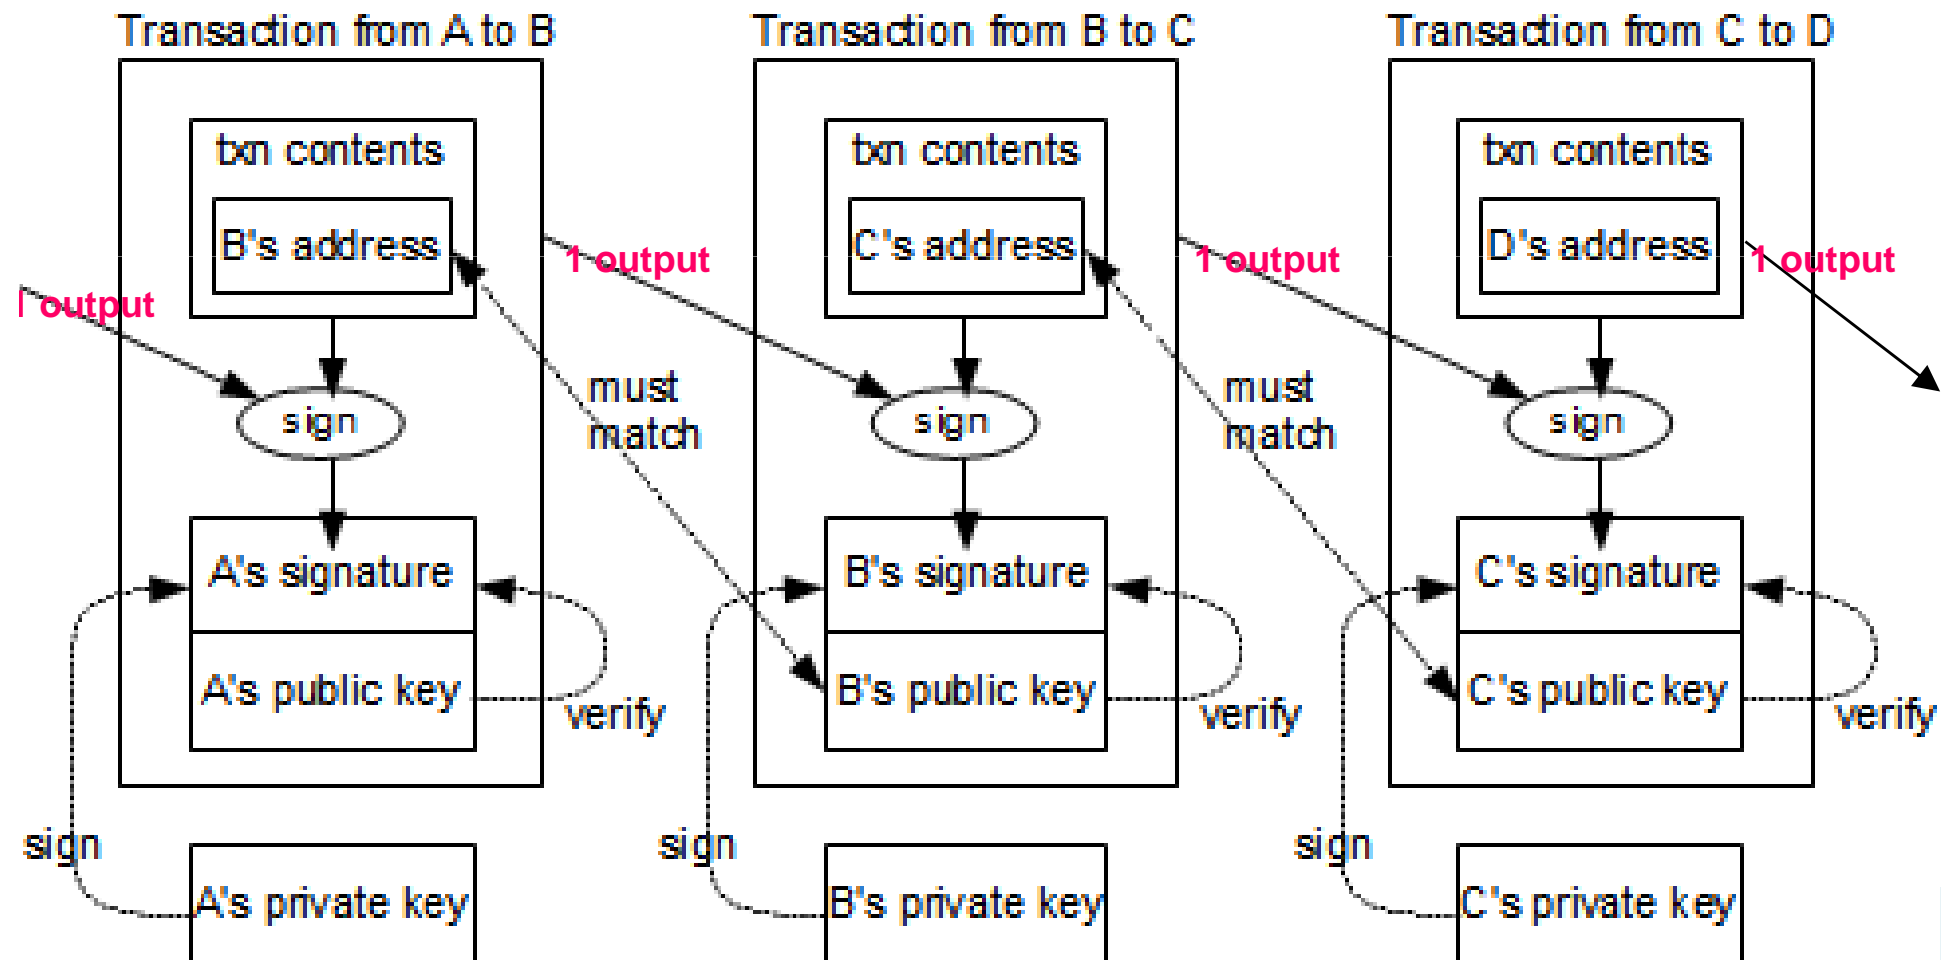 Transaction from A to B
txn contents
B's address
1 output
sign
A's signature
A's public key
verify
sign
A's private key
Transaction from B to C
txn contents
C's address
1 output
must
match
sign
B's signature
B's public key
verify
sign
B's private key
Transaction from C to D
txn contents
D's address
1 output
must
match
sign
C's signature
C's public key
verify
sign
C's private key
1 output